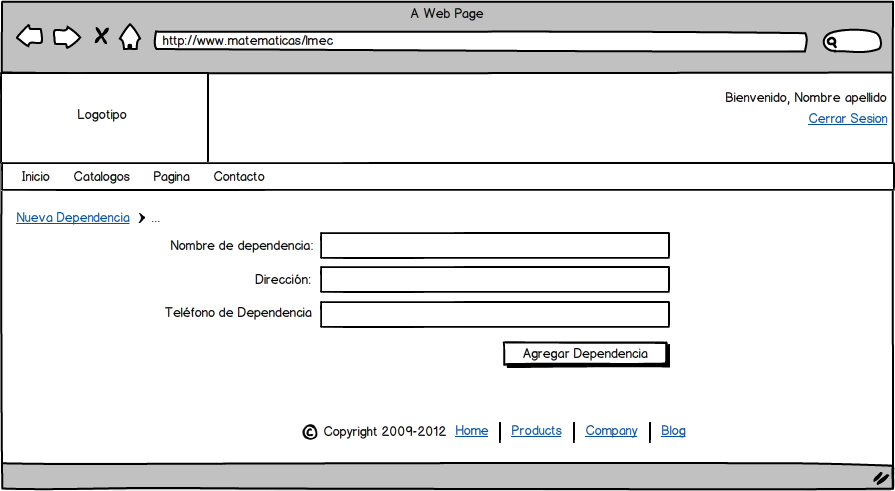 A Web Page
http://www.matematicas/lmec
Logotipo
Bienvenido, Nombre apellido
Cerrar Sesion
Inicio Catalogos Pagina Contacto
Nueva Dependencia > ...
Nombre de dependencia:
Dirección:
Teléfono de Dependencia
Agregar Dependencia
© Copyright 2009-2012 Home | Products | Company | Blog